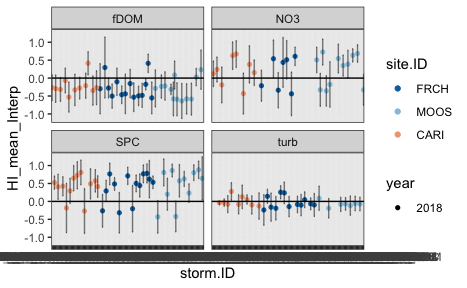 fDOM
NO3
1.0
0.5
0.0
-0.5
-1.0
SPC
turb
1.0
0.5
0.0
-0.5
-1.0
HI_mean_Interp
storm.ID
site.ID
FRCH
MOOS
CARI
year
2018